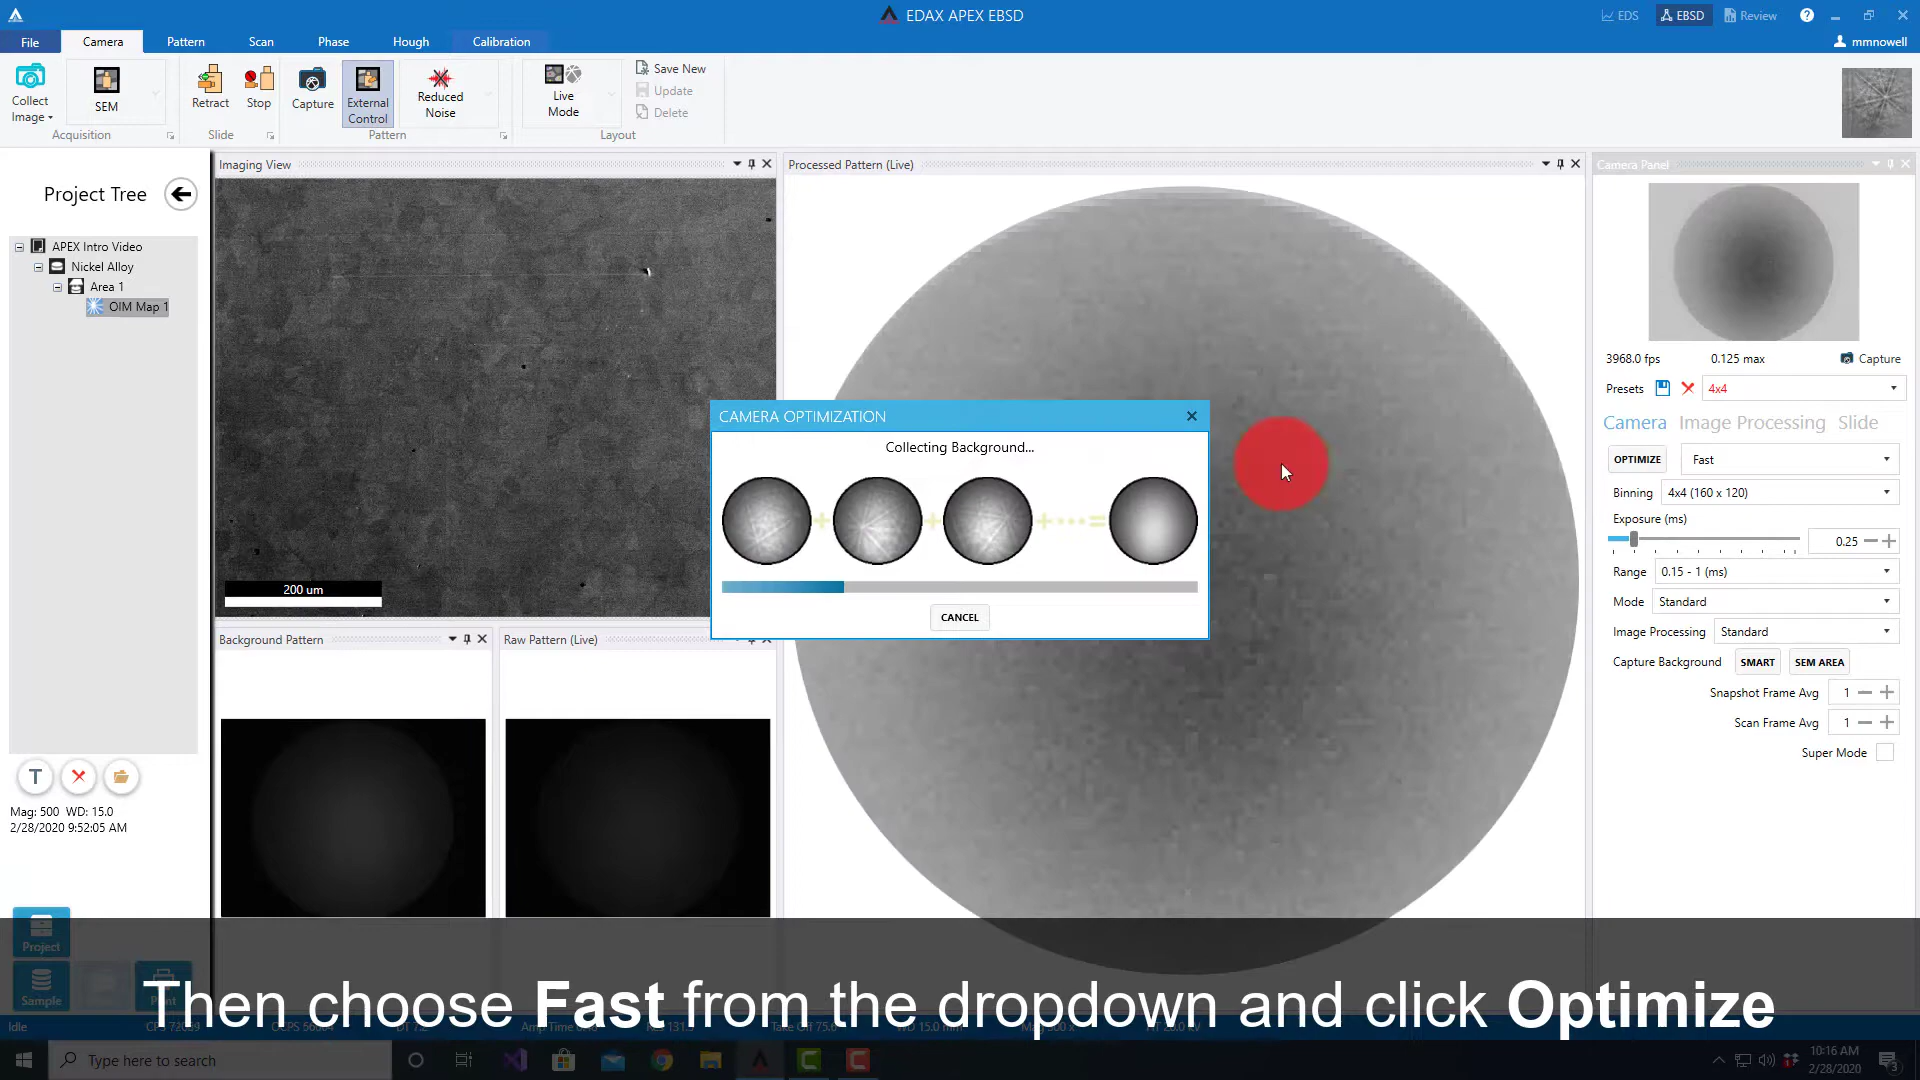 EDAX APEX EBSD
EDS
EBSD
Review
File
Camera
Pattern
Scan
Phase
Hough
Calibration
mmnowell
Collect
Image
SEM
Acquisition
Retract
Stop
Slide
Capture
External
Control
Reduced
Noise
Pattern
Live
Mode
Save New
Update
Delete
Layout
Project Tree
APEX Intro Video
Nickel Alloy
Area 1
OIM Map 1
Mag: 500 WD: 15.0
2/28/2020 9:52:05 AM
Project
Sample
Imaging View
200 um
Background Pattern
Raw Pattern (Live)
Processed Pattern (Live)
CAMERA OPTIMIZATION
Collecting Background...
CANCEL
Camera Panel
3968.0 fps
0.125 max
Capture
Presets
4x4
Camera
Image Processing
Slide
OPTIMIZE
Fast
Binning
4x4 (160 x 120)
Exposure (ms)
0.25
Range
0.15 - 1 (ms)
Mode
Standard
Image Processing
Standard
Capture Background
SMART
SEM AREA
Snapshot Frame Avg
1
Scan Frame Avg
1
Super Mode
Then choose Fast from the dropdown and click Optimize
Idle
Type here to search
10:16 AM
2/28/2020